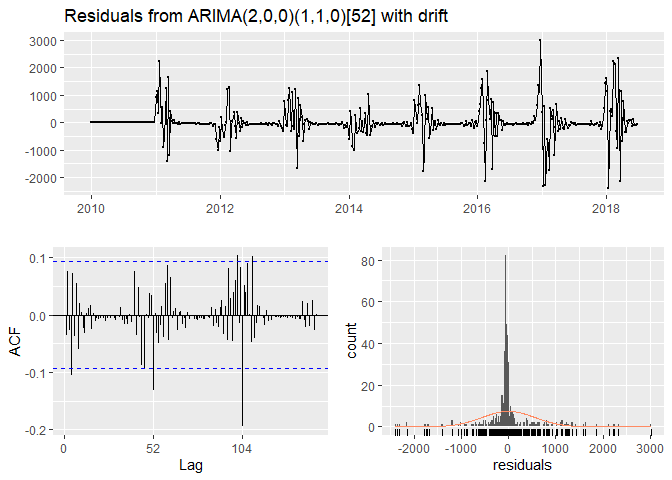 Residuals from ARIMA(2,0,0)(1,1,0)[52] with drift
3000
2000
1000
0
-1000
-2000
2010 2012 2014 2016 2018
0.1
0.0
-0.1
-0.2
ACF
0 52 104
Lag
80
60
40
20
0
count
-2000 -1000 0 1000 2000 3000
residuals